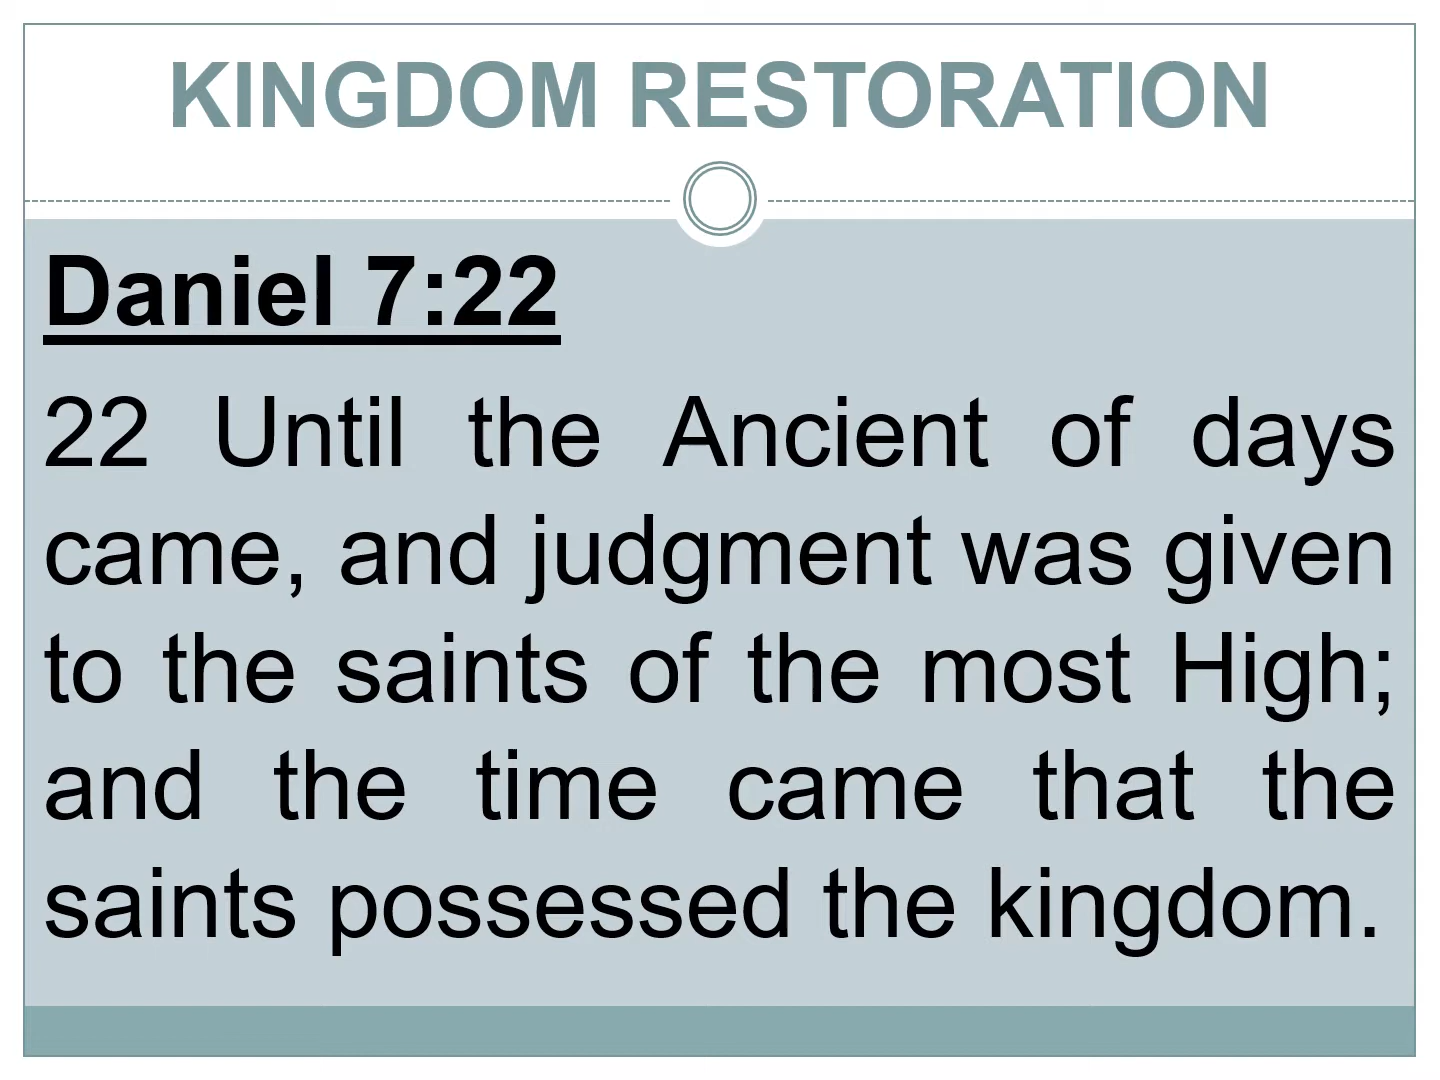 KINGDOM RESTORATION
Daniel 7:22
22 Until the Ancient of days
came, and judgment was given
to the saints of the most High;
and the time came that the
saints possessed the kingdom.